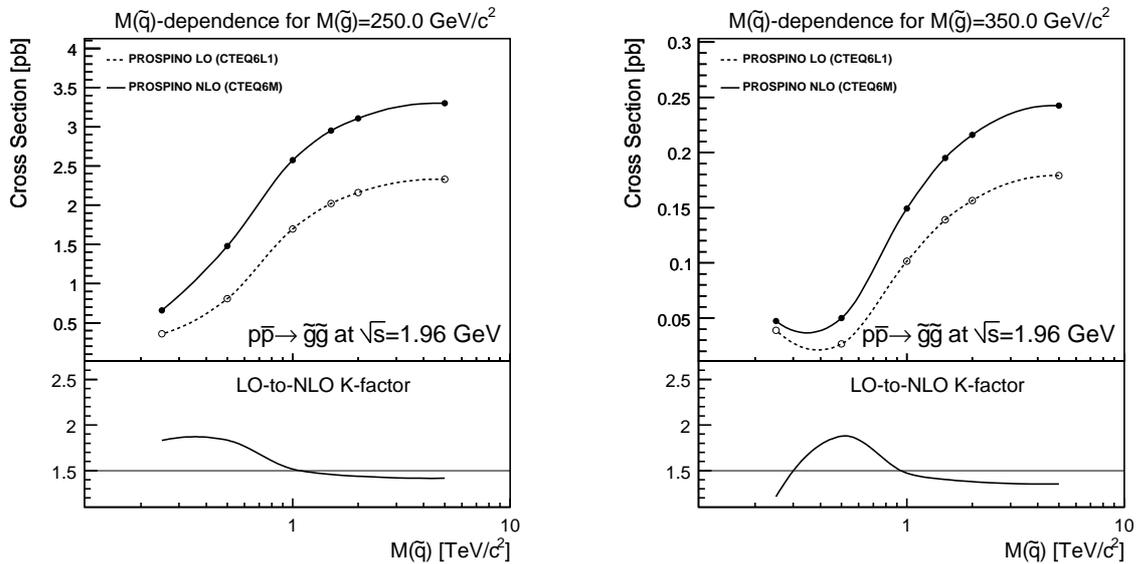 M(q̃)-dependence for M(g̃)=250.0 GeV/c²
Cross Section [pb]
4
3.5
3
2.5
2
1.5
1
0.5
PROSPINO LO (CTEQ6L1)
PROSPINO NLO (CTEQ6M)
pp̅→ g̃g̃ at √s=1.96 GeV
LO-to-NLO K-factor
2.5
2
1.5
1
10
M(q̃) [TeV/c²]
M(q̃)-dependence for M(g̃)=350.0 GeV/c²
Cross Section [pb]
0.3
0.25
0.2
0.15
0.1
0.05
PROSPINO LO (CTEQ6L1)
PROSPINO NLO (CTEQ6M)
pp̅→ g̃g̃ at √s=1.96 GeV
LO-to-NLO K-factor
2.5
2
1.5
1
10
M(q̃) [TeV/c²]